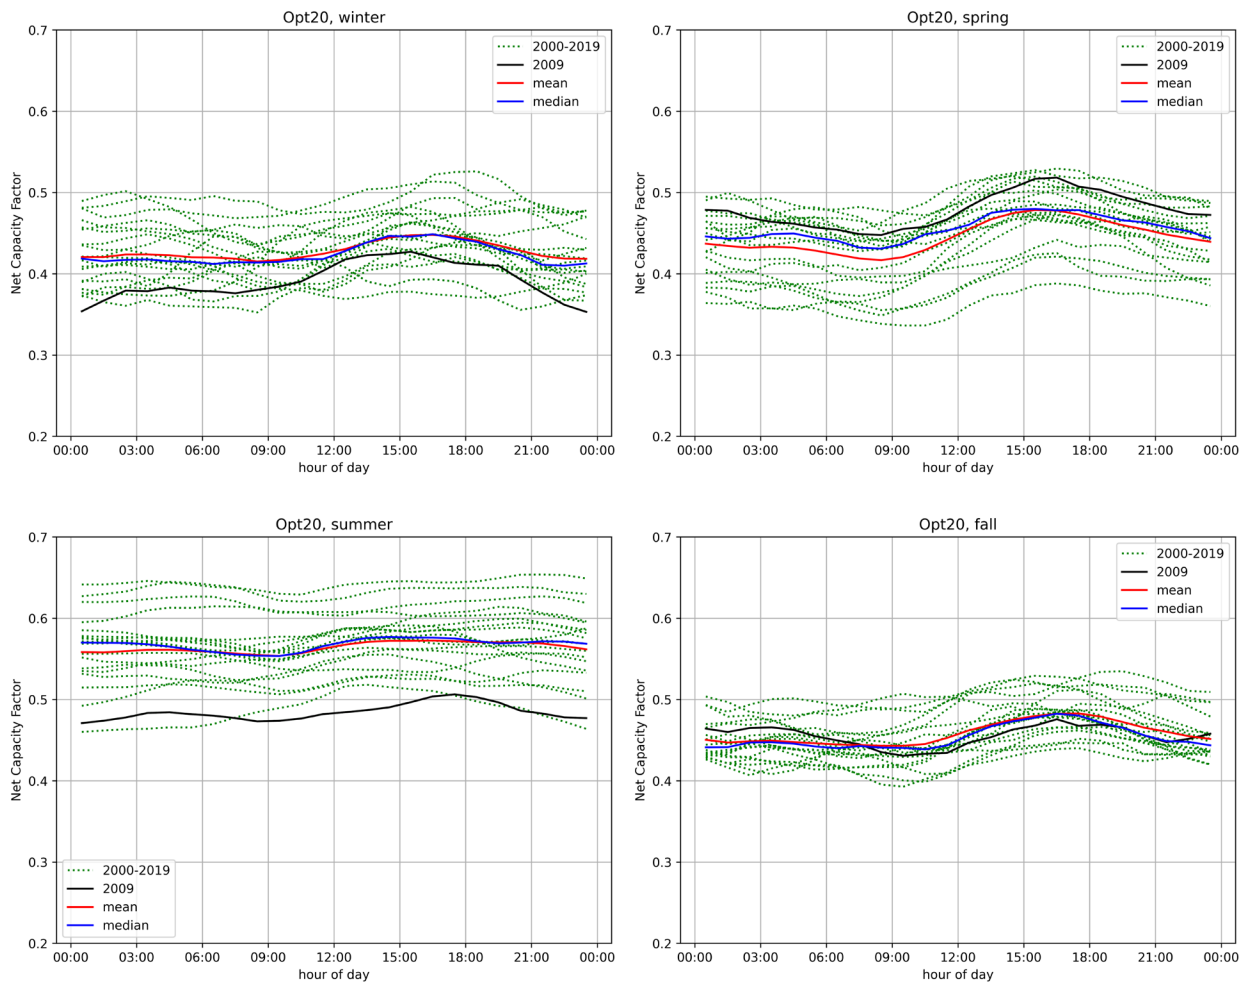 Opt20, winter
0.7
0.6
0.5
0.4
0.3
0.2
Net Capacity Factor
2000-2019
2009
mean
median
00:00 03:00 06:00 09:00 12:00 15:00 18:00 21:00 00:00
hour of day
Opt20, spring
0.7
0.6
0.5
0.4
0.3
0.2
Net Capacity Factor
2000-2019
2009
mean
median
00:00 03:00 06:00 09:00 12:00 15:00 18:00 21:00 00:00
hour of day
Opt20, summer
0.7
0.6
0.5
0.4
0.3
0.2
Net Capacity Factor
2000-2019
2009
mean
median
00:00 03:00 06:00 09:00 12:00 15:00 18:00 21:00 00:00
hour of day
Opt20, fall
0.7
0.6
0.5
0.4
0.3
0.2
Net Capacity Factor
2000-2019
2009
mean
median
00:00 03:00 06:00 09:00 12:00 15:00 18:00 21:00 00:00
hour of day